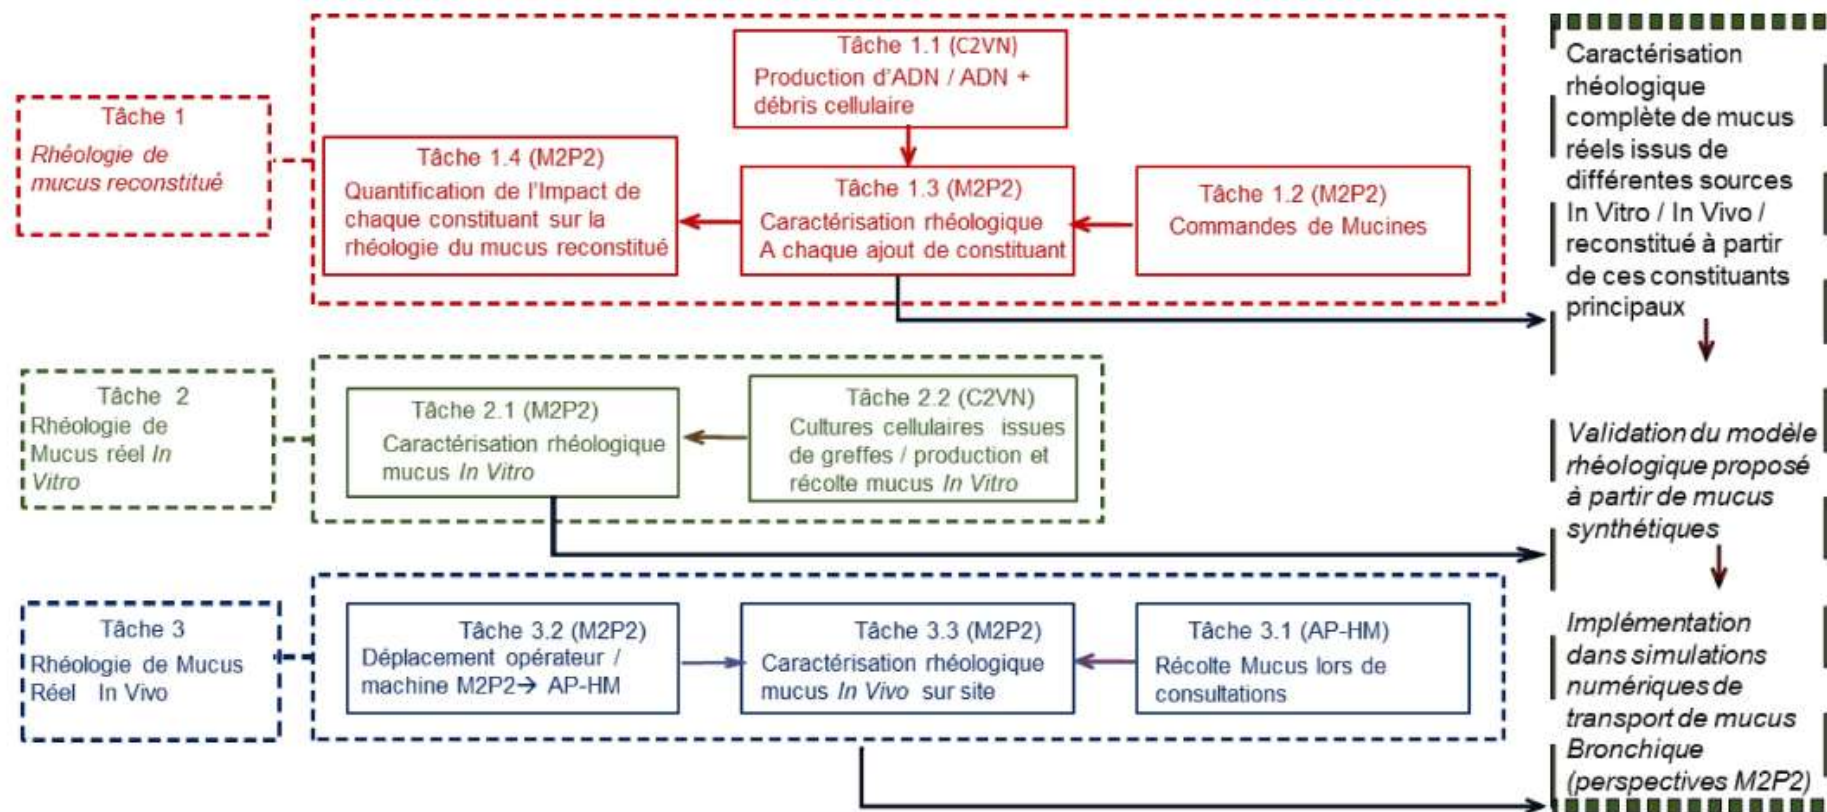 Tâche 1
Rhéologie de
mucus reconstitué
Tâche 1.1 (C2VN)
Production d'ADN / ADN +
débris cellulaire
Tâche 1.4 (M2P2)
Quantification de l'Impact de
chaque constituant sur la
rhéologie du mucus reconstitué
Tâche 1.3 (M2P2)
Caractérisation rhéologique
A chaque ajout de constituant
Tâche 1.2 (M2P2)
Commandes de Mucines
Tâche 2
Rhéologie de
Mucus réel In
Vitro
Tâche 2.1 (M2P2)
Caractérisation rhéologique
mucus In Vitro
Tâche 2.2 (C2VN)
Cultures cellulaires issues
de greffes / production et
récolte mucus In Vitro
Tâche 3
Rhéologie de Mucus
Réel In Vivo
Tâche 3.2 (M2P2)
Déplacement opérateur /
machine M2P2→ AP-HM
Tâche 3.3 (M2P2)
Caractérisation rhéologique
mucus In Vivo sur site
Tâche 3.1 (AP-HM)
Récolte Mucus lors de
consultations
Caractérisation
rhéologique
complète de mucus
réels issus de
différentes sources
In Vitro / In Vivo /
reconstitué à partir
de ces constituants
principaux
Validation du modèle
rhéologique proposé
à partir de mucus
synthétiques
Implémentation
dans simulations
numériques de
transport de mucus
Bronchique
(perspectives M2P2)